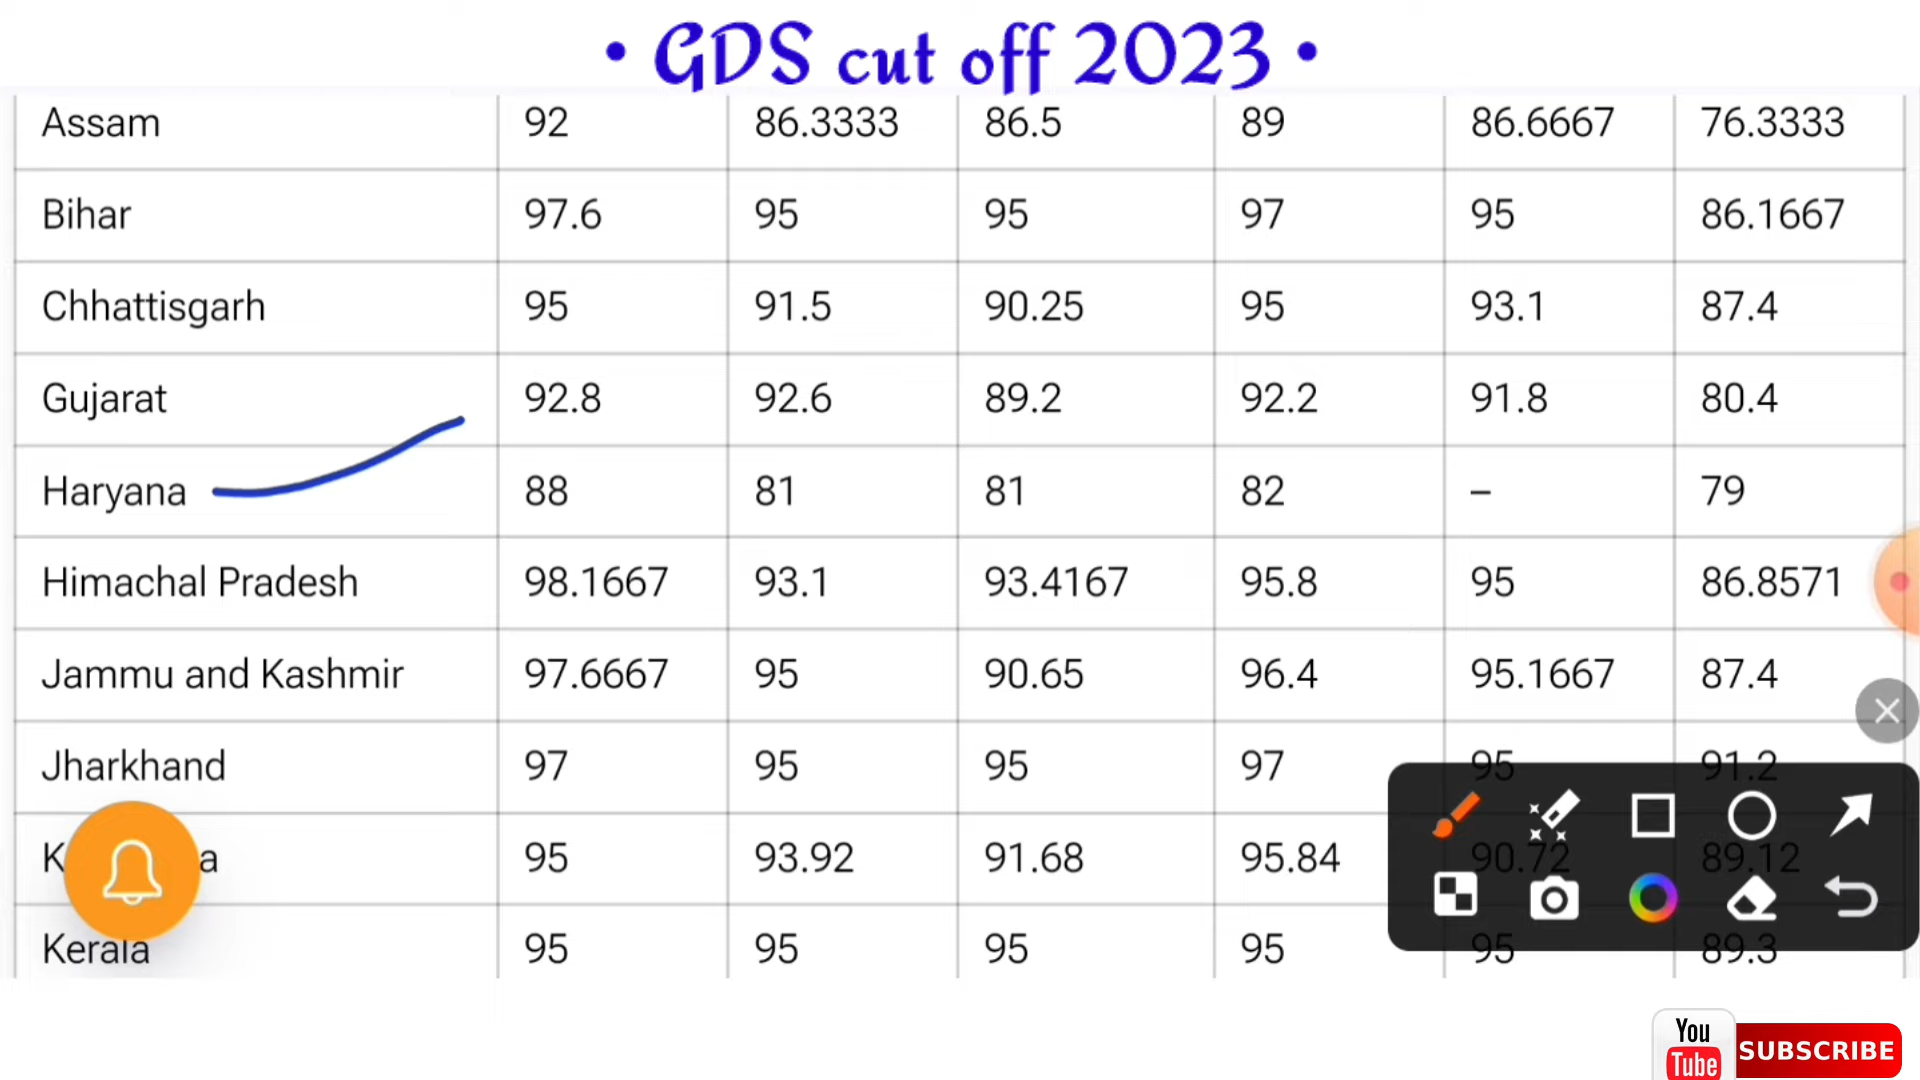 • GDS cut off 2023 •
Assam 92 86.3333 86.5 89 86.6667 76.3333
Bihar 97.6 95 95 97 95 86.1667
Chhattisgarh 95 91.5 90.25 95 93.1 87.4
Gujarat 92.8 92.6 89.2 92.2 91.8 80.4
Haryana 88 81 81 82 – 79
Himachal Pradesh 98.1667 93.1 93.4167 95.8 95 86.8571
Jammu and Kashmir 97.6667 95 90.65 96.4 95.1667 87.4
Jharkhand 97 95 95 97 95 91.2
95 93.92 91.68 95.84 90.72 89.12
Kerala 95 95 95 95 95 89.3
You
Tube SUBSCRIBE